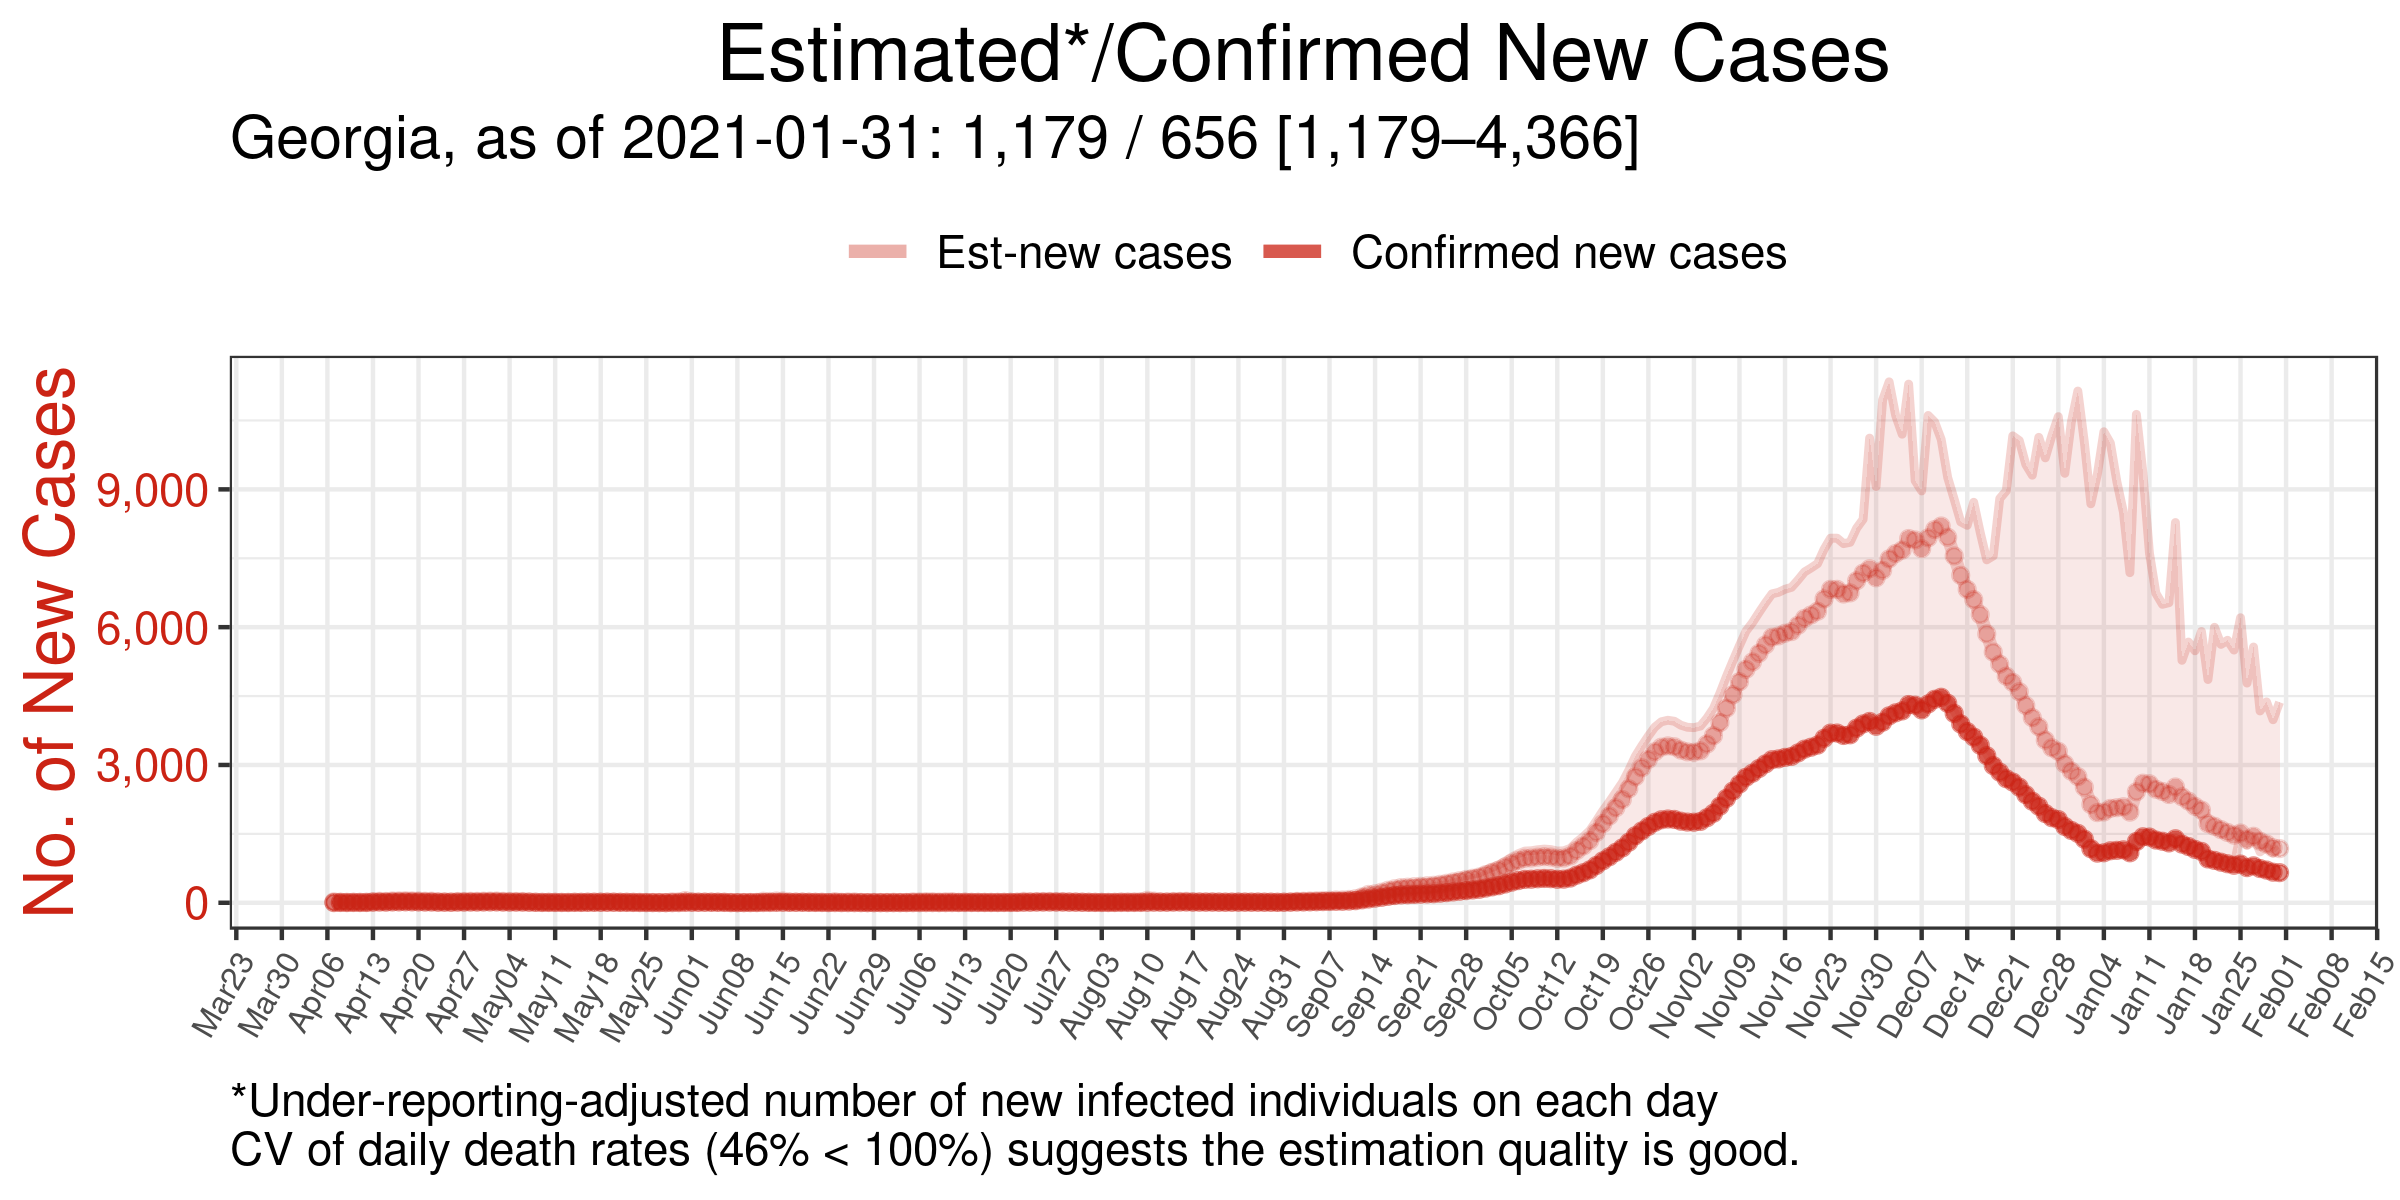 Estimated*/Confirmed New Cases
Georgia, as of 2021-01-31: 1,179 / 656 [1,179–4,366]
Est-new cases
Confirmed new cases
No. of New Cases
9,000
6,000
3,000
0
Mar23
Mar30
Apr06
Apr13
Apr20
Apr27
May04
May11
May18
May25
Jun01
Jun08
Jun15
Jun22
Jun29
Jul06
Jul13
Jul20
Jul27
Aug03
Aug10
Aug17
Aug24
Aug31
Sep07
Sep14
Sep21
Sep28
Oct05
Oct12
Oct19
Oct26
Nov02
Nov09
Nov16
Nov23
Nov30
Dec07
Dec14
Dec21
Dec28
Jan04
Jan11
Jan18
Jan25
Feb01
Feb08
Feb15
*Under-reporting-adjusted number of new infected individuals on each day
CV of daily death rates (46% < 100%) suggests the estimation quality is good.